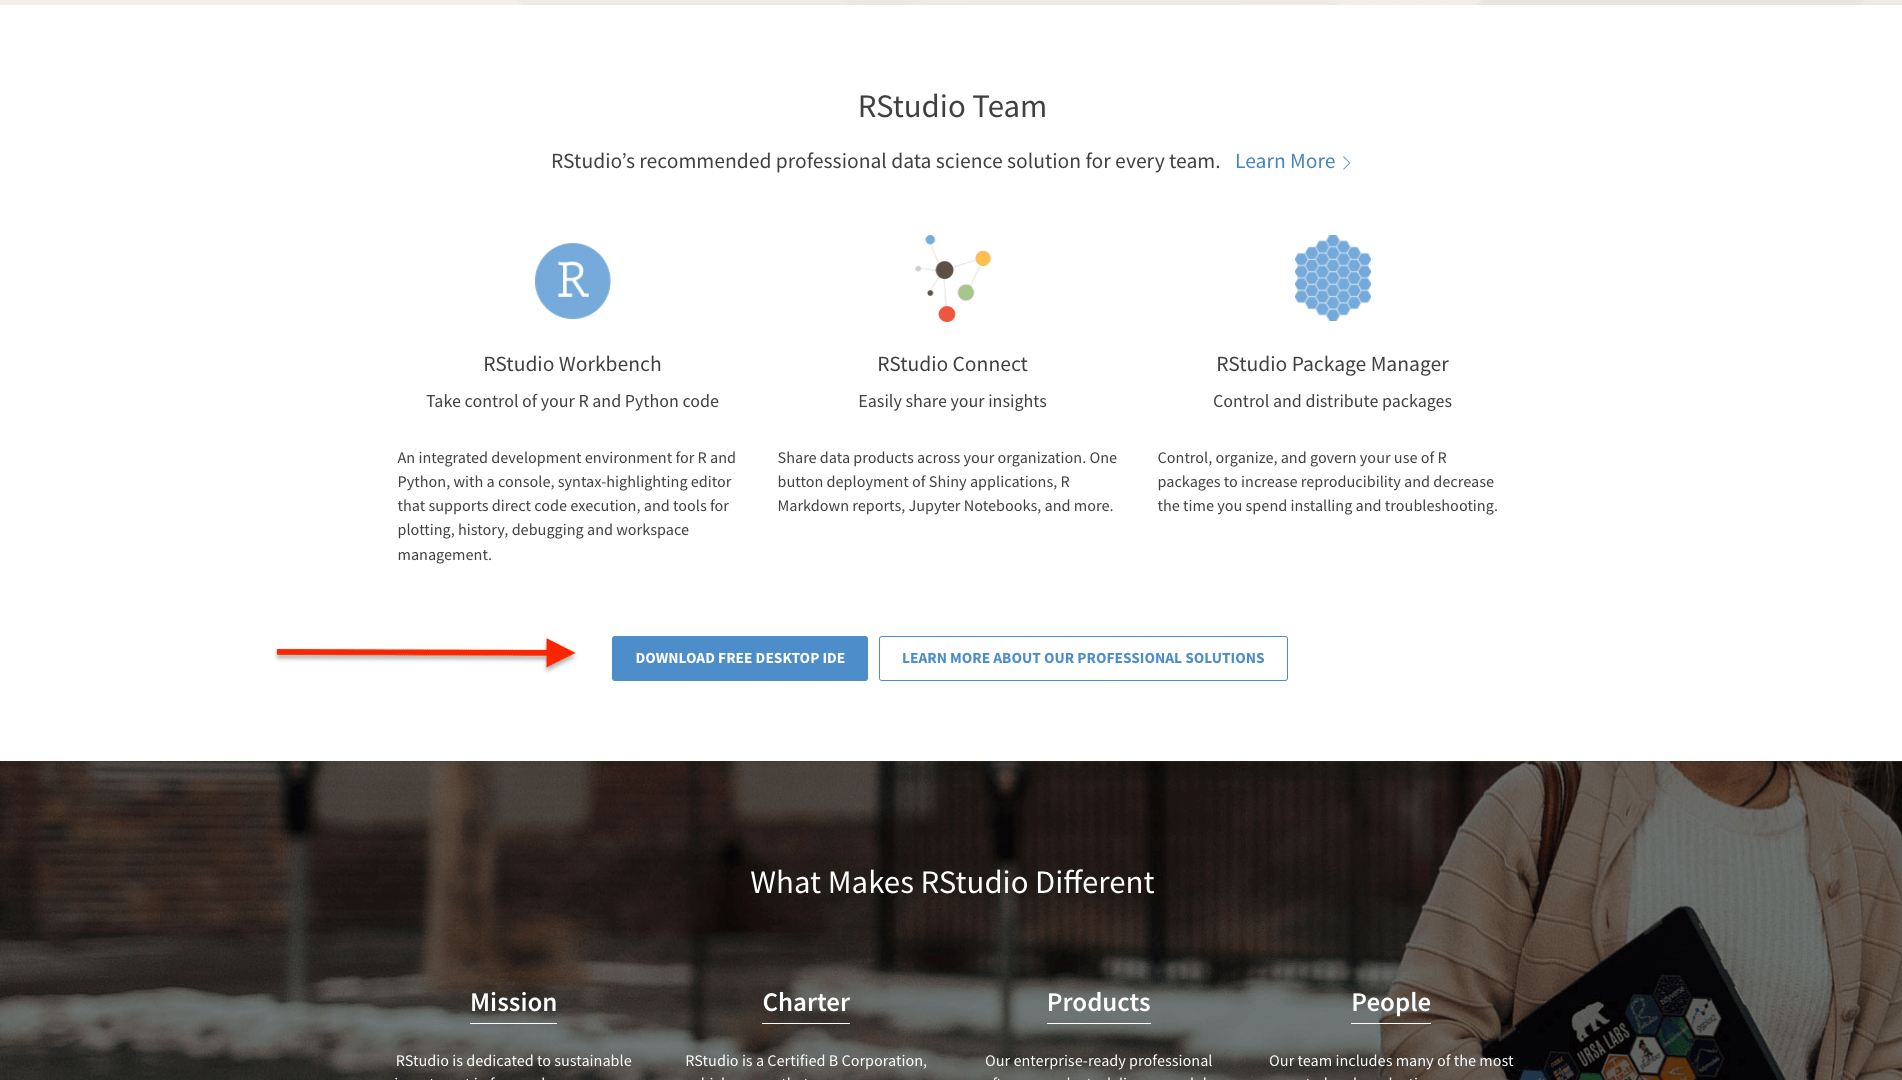 RStudio Team
RStudio’s recommended professional data science solution for every team. Learn More
R
RStudio Workbench
Take control of your R and Python code
An integrated development environment for R and
Python, with a console, syntax-highlighting editor
that supports direct code execution, and tools for
plotting, history, debugging and workspace
management.
RStudio Connect
Easily share your insights
Share data products across your organization. One
button deployment of Shiny applications, R
Markdown reports, Jupyter Notebooks, and more.
RStudio Package Manager
Control and distribute packages
Control, organize, and govern your use of R
packages to increase reproducibility and decrease
the time you spend installing and troubleshooting.
DOWNLOAD FREE DESKTOP IDE
LEARN MORE ABOUT OUR PROFESSIONAL SOLUTIONS
What Makes RStudio Different
Mission
RStudio is dedicated to sustainable
Charter
RStudio is a Certified B Corporation,
Products
Our enterprise-ready professional
People
Our team includes many of the most
URSA LABS